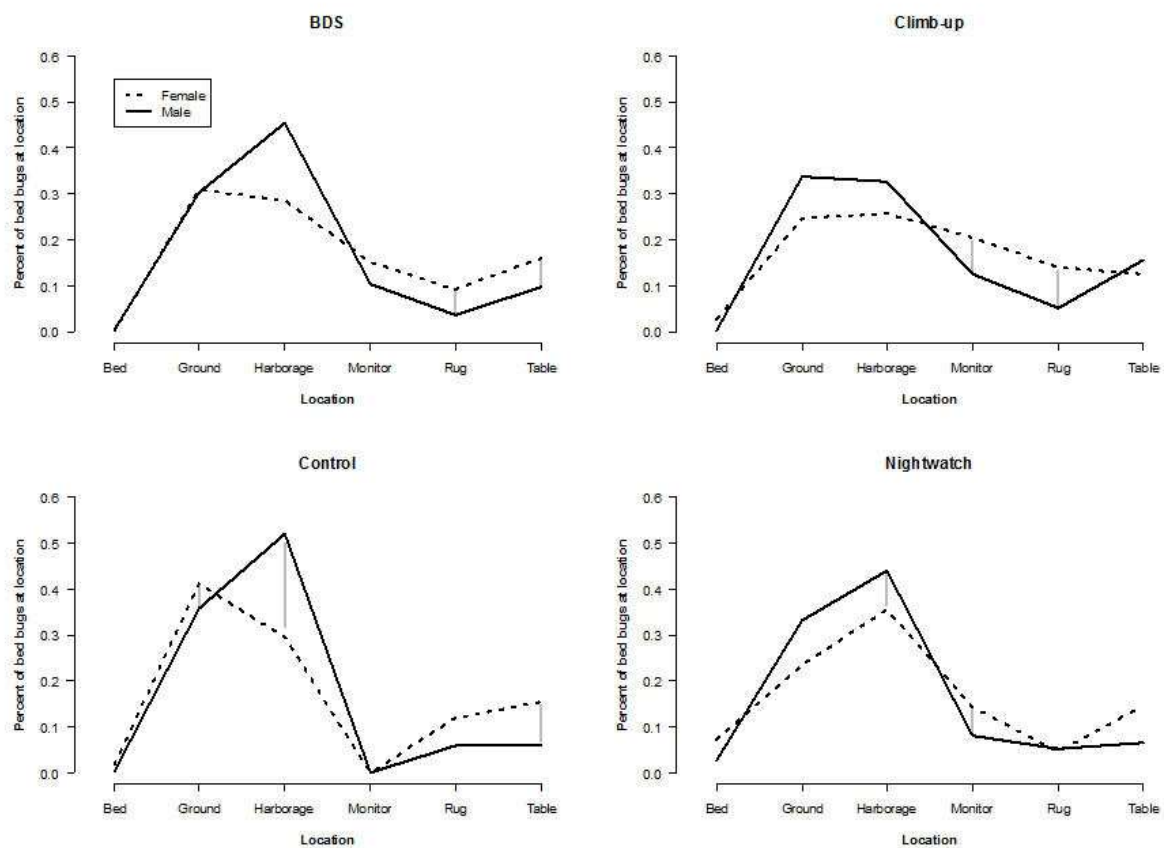 BDS
Percent of bed bugs at location
0.6
0.5
0.4
0.3
0.2
0.1
0.0
Female
Male
Bed Ground Harborage Monitor Rug Table
Location
Climb-up
Percent of bed bugs at location
0.6
0.5
0.4
0.3
0.2
0.1
0.0
Bed Ground Harborage Monitor Rug Table
Location
Control
Percent of bed bugs at location
0.6
0.5
0.4
0.3
0.2
0.1
0.0
Bed Ground Harborage Monitor Rug Table
Location
Nightwatch
Percent of bed bugs at location
0.6
0.5
0.4
0.3
0.2
0.1
0.0
Bed Ground Harborage Monitor Rug Table
Location